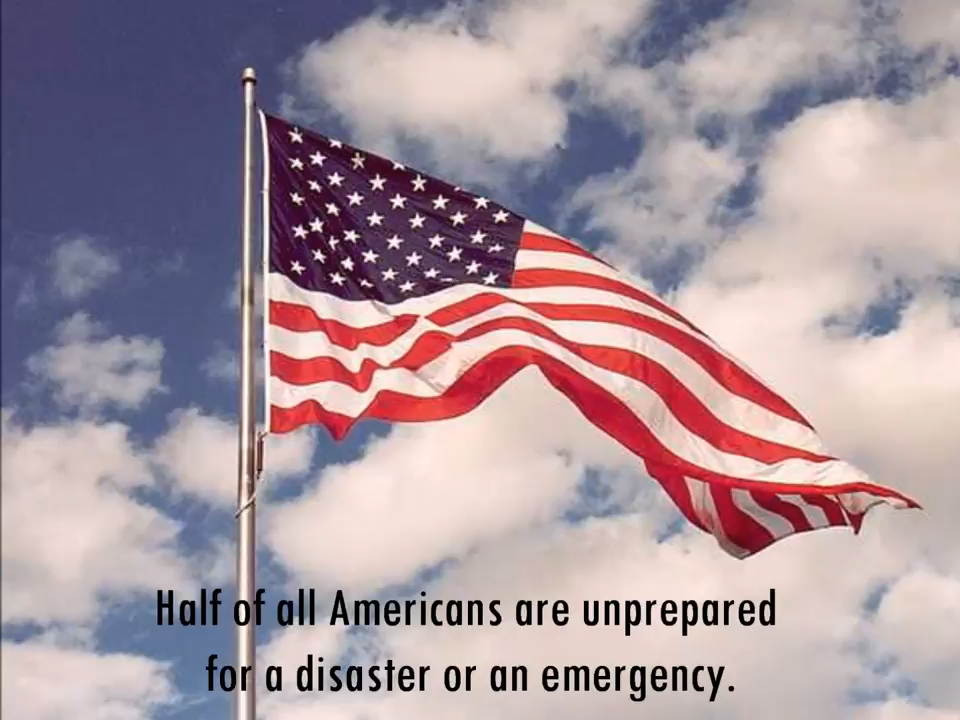 Half of all Americans are unprepared
for a disaster or an emergency.